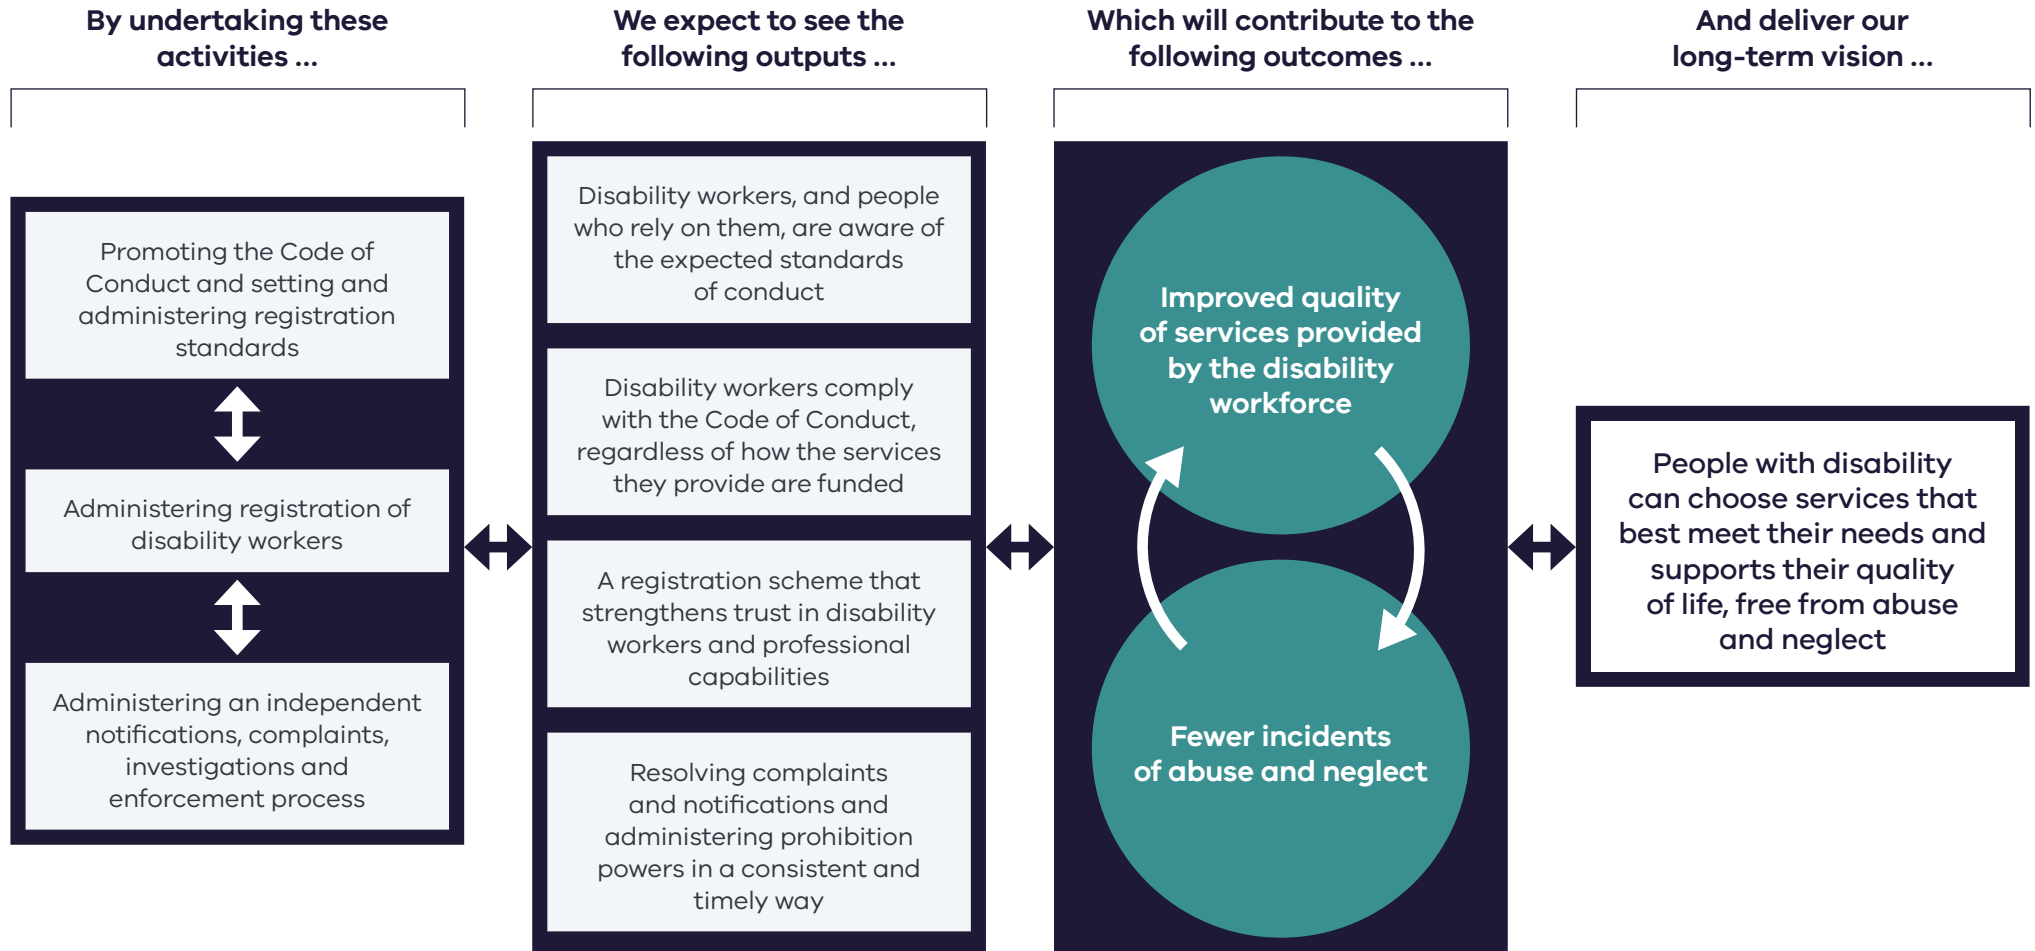 By undertaking these
activities ...
We expect to see the
following outputs ...
Which will contribute to the
following outcomes ...
And deliver our
long-term vision ...
Promoting the Code of
Conduct and setting and
administering registration
standards
Administering registration of
disability workers
Administering an independent
notifications, complaints,
investigations and
enforcement process
Disability workers, and people
who rely on them, are aware of
the expected standards
of conduct
Disability workers comply
with the Code of Conduct,
regardless of how the services
they provide are funded
A registration scheme that
strengthens trust in disability
workers and professional
capabilities
Resolving complaints
and notifications and
administering prohibition
powers in a consistent and
timely way
Improved quality
of services provided
by the disability
workforce
Fewer incidents
of abuse and neglect
People with disability
can choose services that
best meet their needs and
supports their quality
of life, free from abuse
and neglect